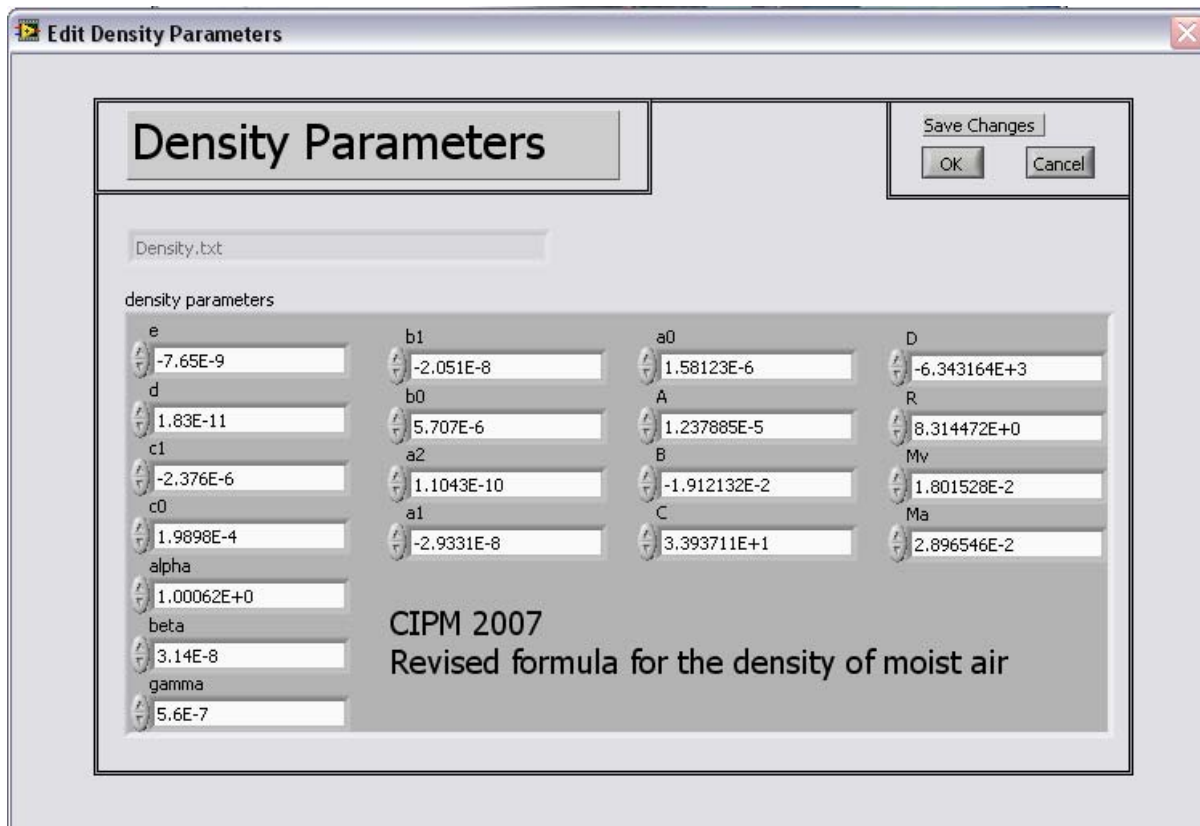 Edit Density Parameters
Density Parameters
Save Changes
OK
Cancel
Density.txt
density parameters
e
-7.65E-9
d
1.83E-11
c1
-2.376E-6
c0
1.9898E-4
alpha
1.00062E+0
beta
3.14E-8
gamma
5.6E-7
b1
-2.051E-8
b0
5.707E-6
a2
1.1043E-10
a1
-2.9331E-8
a0
1.58123E-6
A
1.237885E-5
B
-1.912132E-2
C
3.393711E+1
D
-6.343164E+3
R
8.314472E+0
Mv
1.801528E-2
Ma
2.896546E-2
CIPM 2007
Revised formula for the density of moist air